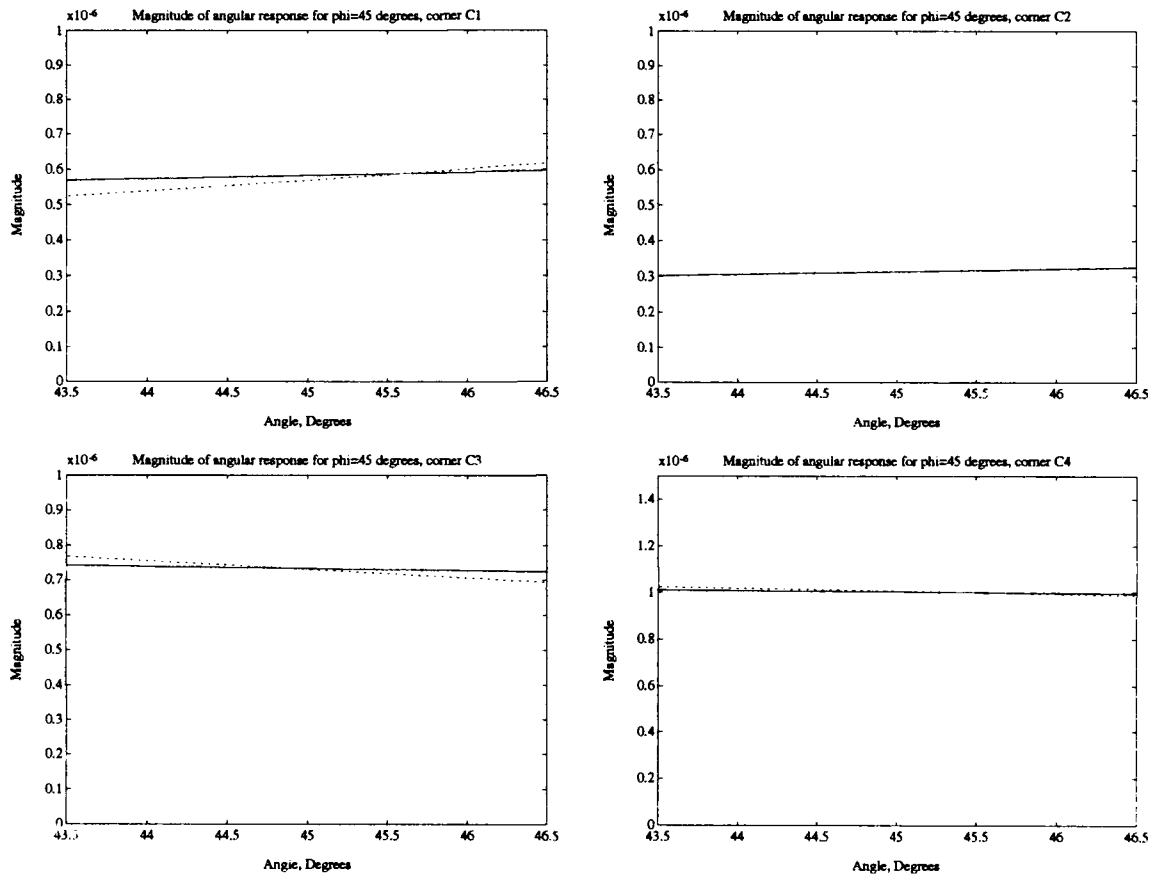 x10-6 Magnitude of angular response for phi=45 degrees, corner C1
1
0.9
0.8
0.7
0.6
0.5
0.4
0.3
0.2
0.1
0
Magnitude
43.5 44 44.5 45 45.5 46 46.5
Angle, Degrees
x10-6 Magnitude of angular response for phi=45 degrees, corner C2
1
0.9
0.8
0.7
0.6
0.5
0.4
0.3
0.2
0.1
0
Magnitude
43.5 44 44.5 45 45.5 46 46.5
Angle, Degrees
x10-6 Magnitude of angular response for phi=45 degrees, corner C3
1
0.9
0.8
0.7
0.6
0.5
0.4
0.3
0.2
0.1
0
Magnitude
43.5 44 44.5 45 45.5 46 46.5
Angle, Degrees
x10-6 Magnitude of angular response for phi=45 degrees, corner C4
1.4
1.2
1
0.8
0.6
0.4
0.2
0
Magnitude
43.5 44 44.5 45 45.5 46 46.5
Angle, Degrees